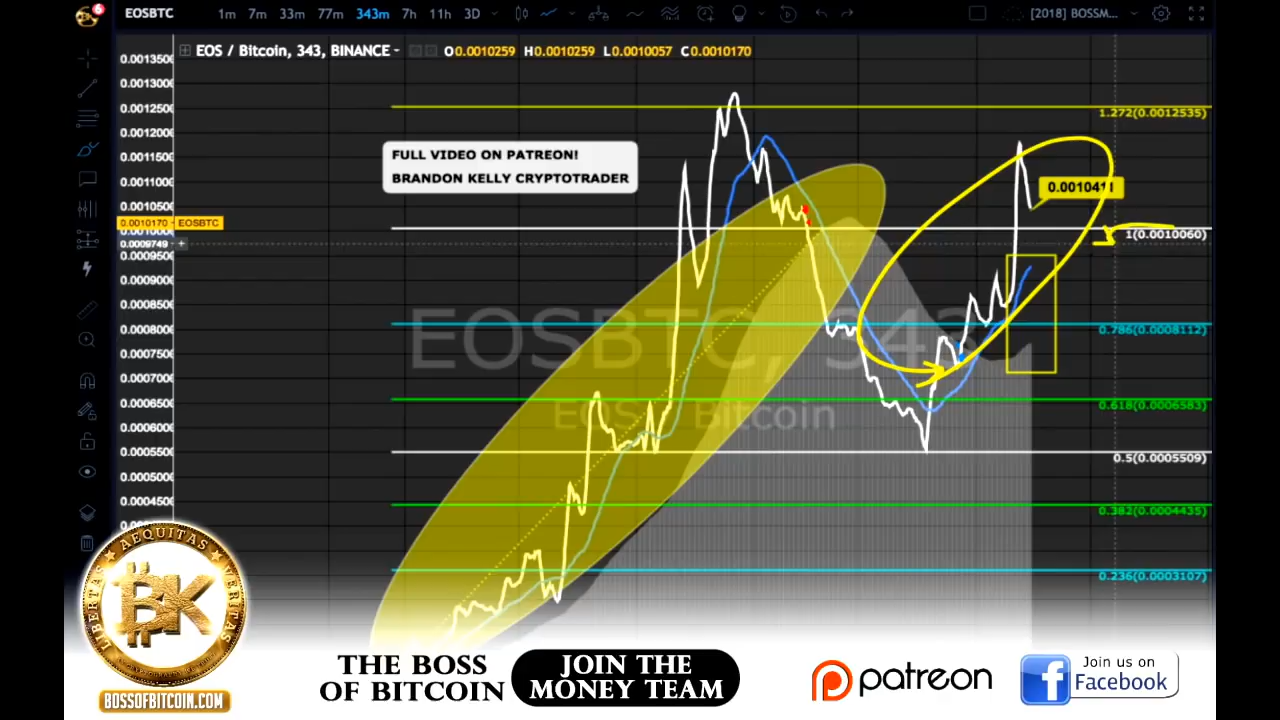 6
EOSBTC 1m 7m 33m 77m 343m 7h 11h 3D [2018] BOSSM...
EOS / Bitcoin, 343, BINANCE O0.0010259 H0.0010259 L0.0010057 C0.0010170
0.0013500
0.0013000
0.0012500
0.0012000
0.0011500
0.0011000
0.0010500
0.0010170 EOSBTC
0.0010000
0.0009749 +
0.0009500
0.0009000
0.0008500
0.0008000
0.0007500
0.0007000
0.0006500
0.0006000
0.0005500
0.0005000
0.0004500
1.272(0.0012535)
FULL VIDEO ON PATREON!
BRANDON KELLY CRYPTOTRADER
0.0010411
1(0.0010060)
EOSBTC, 343
0.786(0.0008112)
EOS / Bitcoin
0.618(0.0006583)
0.5(0.0005509)
0.382(0.0004435)
0.236(0.0003107)
AEQUITAS
LIBERTAS
VERITAS
BK
BOSSOFBITCOIN.COM
THE BOSS
OF BITCOIN
JOIN THE
MONEY TEAM
patreon
Join us on
Facebook